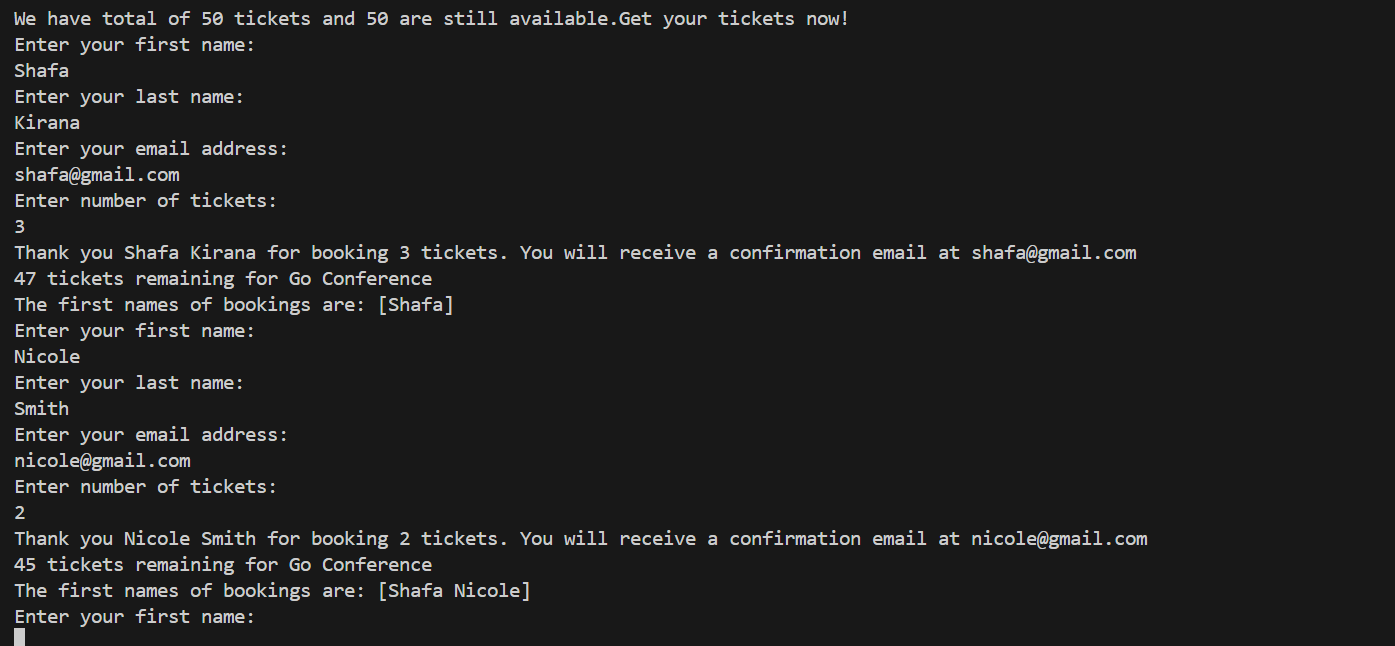 We have total of 50 tickets and 50 are still available.Get your tickets now!
Enter your first name:
Shafa
Enter your last name:
Kirana
Enter your email address:
shafa@gmail.com
Enter number of tickets:
3
Thank you Shafa Kirana for booking 3 tickets. You will receive a confirmation email at shafa@gmail.com
47 tickets remaining for Go Conference
The first names of bookings are: [Shafa]
Enter your first name:
Nicole
Enter your last name:
Smith
Enter your email address:
nicole@gmail.com
Enter number of tickets:
2
Thank you Nicole Smith for booking 2 tickets. You will receive a confirmation email at nicole@gmail.com
45 tickets remaining for Go Conference
The first names of bookings are: [Shafa Nicole]
Enter your first name: